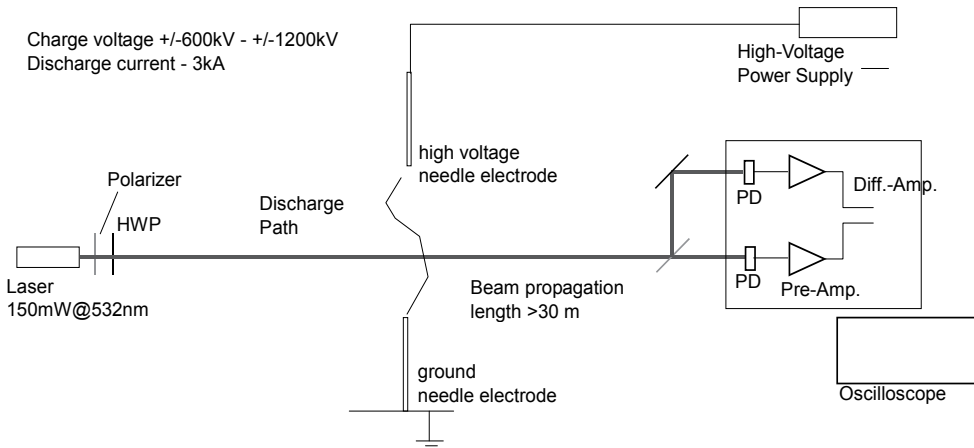 Charge voltage +/-600kV - +/-1200kV
Discharge current - 3kA
High-Voltage
Power Supply
high voltage
needle electrode
Polarizer
HWP
Discharge
Path
PD
Diff.-Amp.
Laser
150mW@532nm
Beam propagation
length >30 m
PD
Pre-Amp.
ground
needle electrode
Oscilloscope